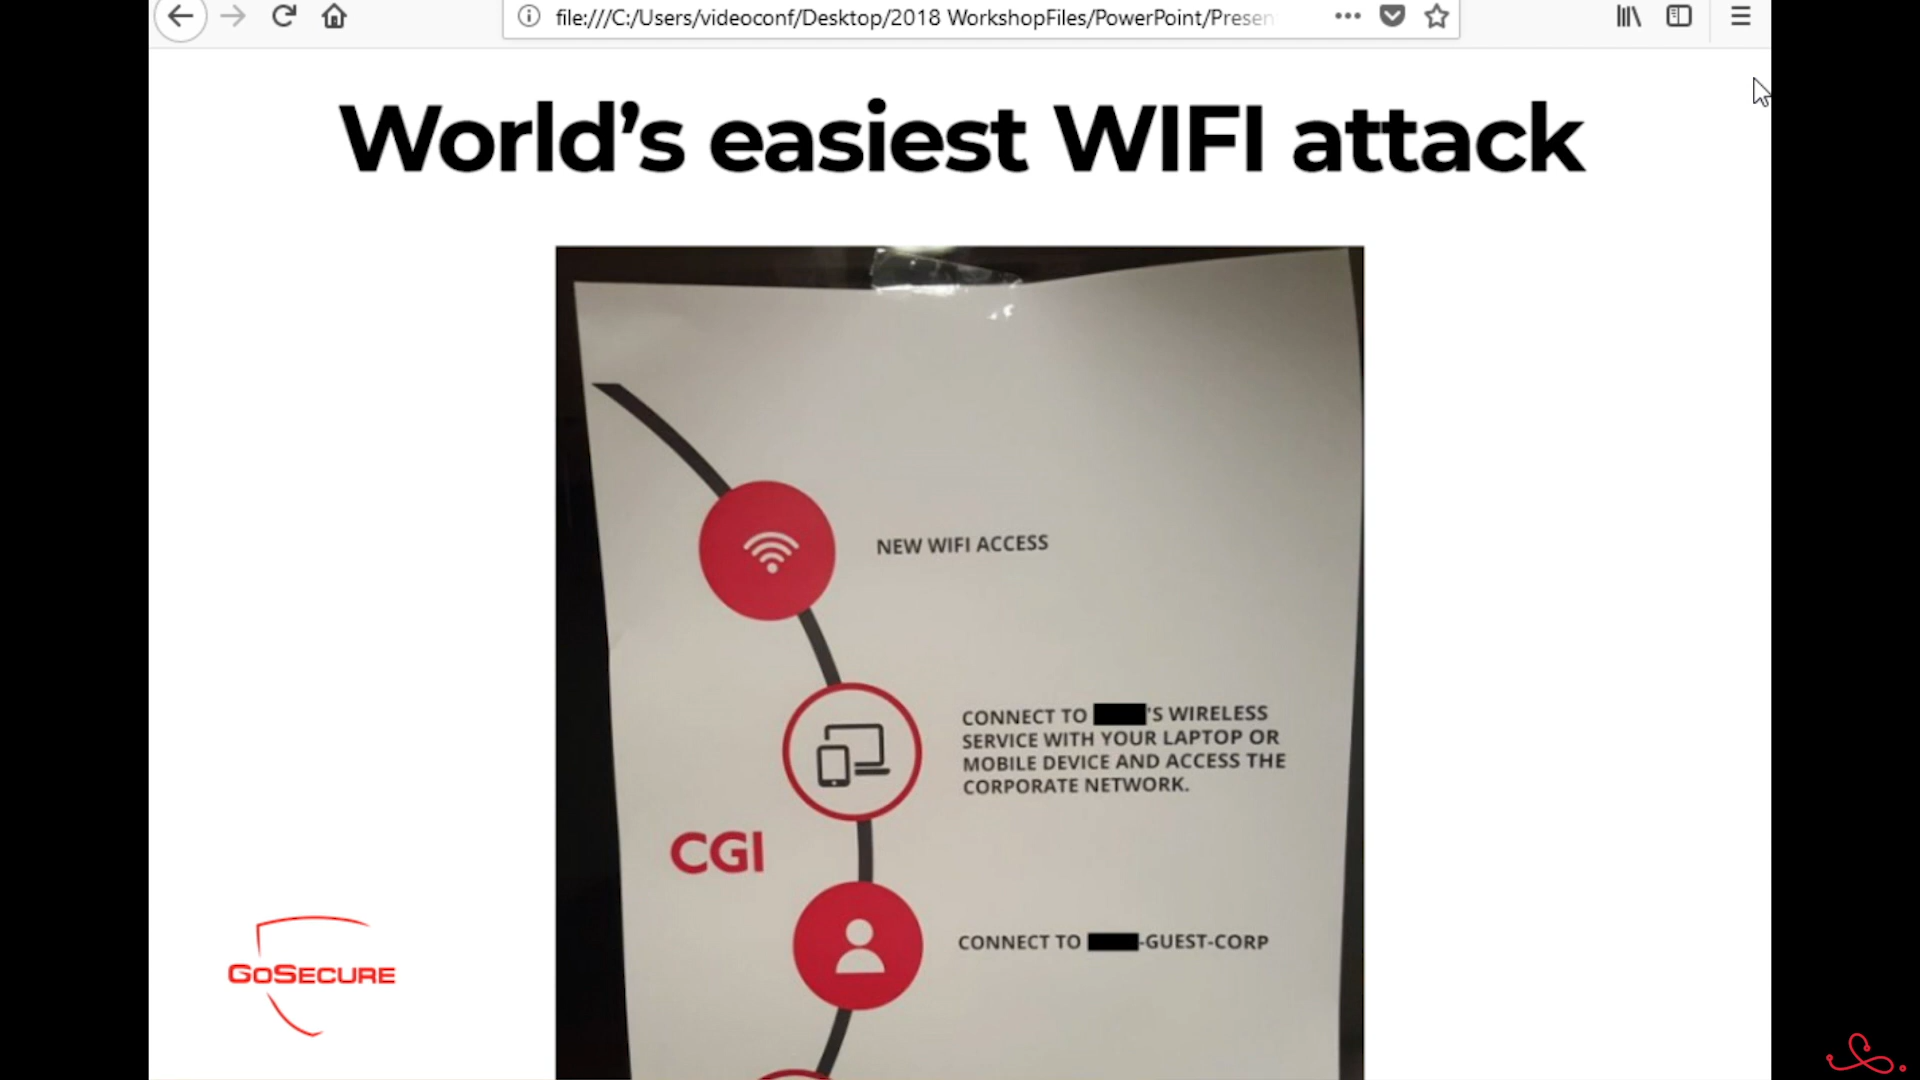 file:///C:/Users/videoconf/Desktop/2018 WorkshopFiles/PowerPoint/Presen
World's easiest WIFI attack
NEW WIFI ACCESS
CONNECT TO 'S WIRELESS
SERVICE WITH YOUR LAPTOP OR
MOBILE DEVICE AND ACCESS THE
CORPORATE NETWORK.
CGI
CONNECT TO -GUEST-CORP
GOSECURE